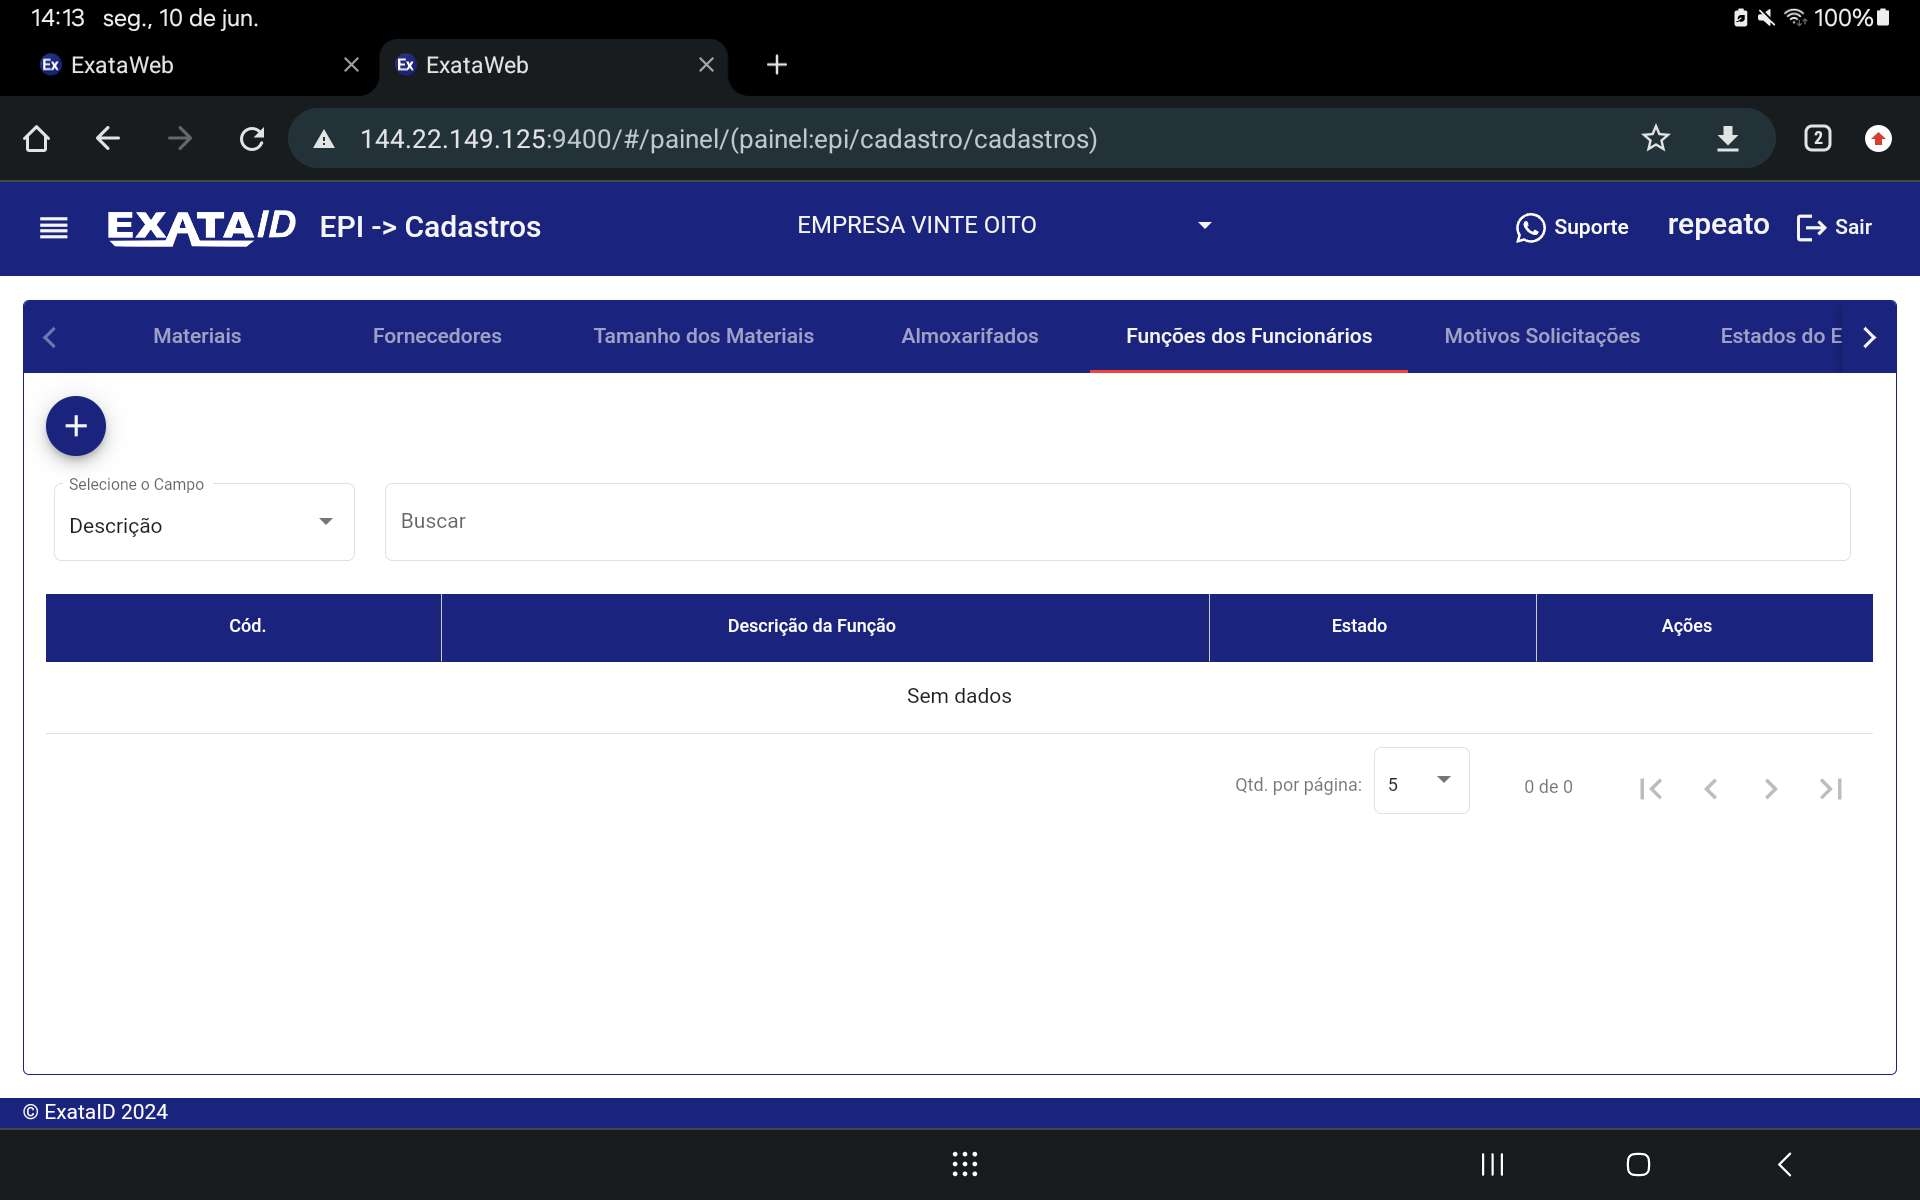 14:13 seg., 10 de jun.
100%
Ex ExataWeb
Ex ExataWeb
144.22.149.125:9400/#/painel/(painel:epi/cadastro/cadastros)
2
EXATAID EPI -> Cadastros
EMPRESA VINTE OITO
Suporte
repeato
Sair
Materiais
Fornecedores
Tamanho dos Materiais
Almoxarifados
Funções dos Funcionários
Motivos Solicitações
Estados do E
Selecione o Campo
Descrição
Buscar
Cód.
Descrição da Função
Estado
Ações
Sem dados
Qtd. por página: 5
0 de 0
© ExataID 2024